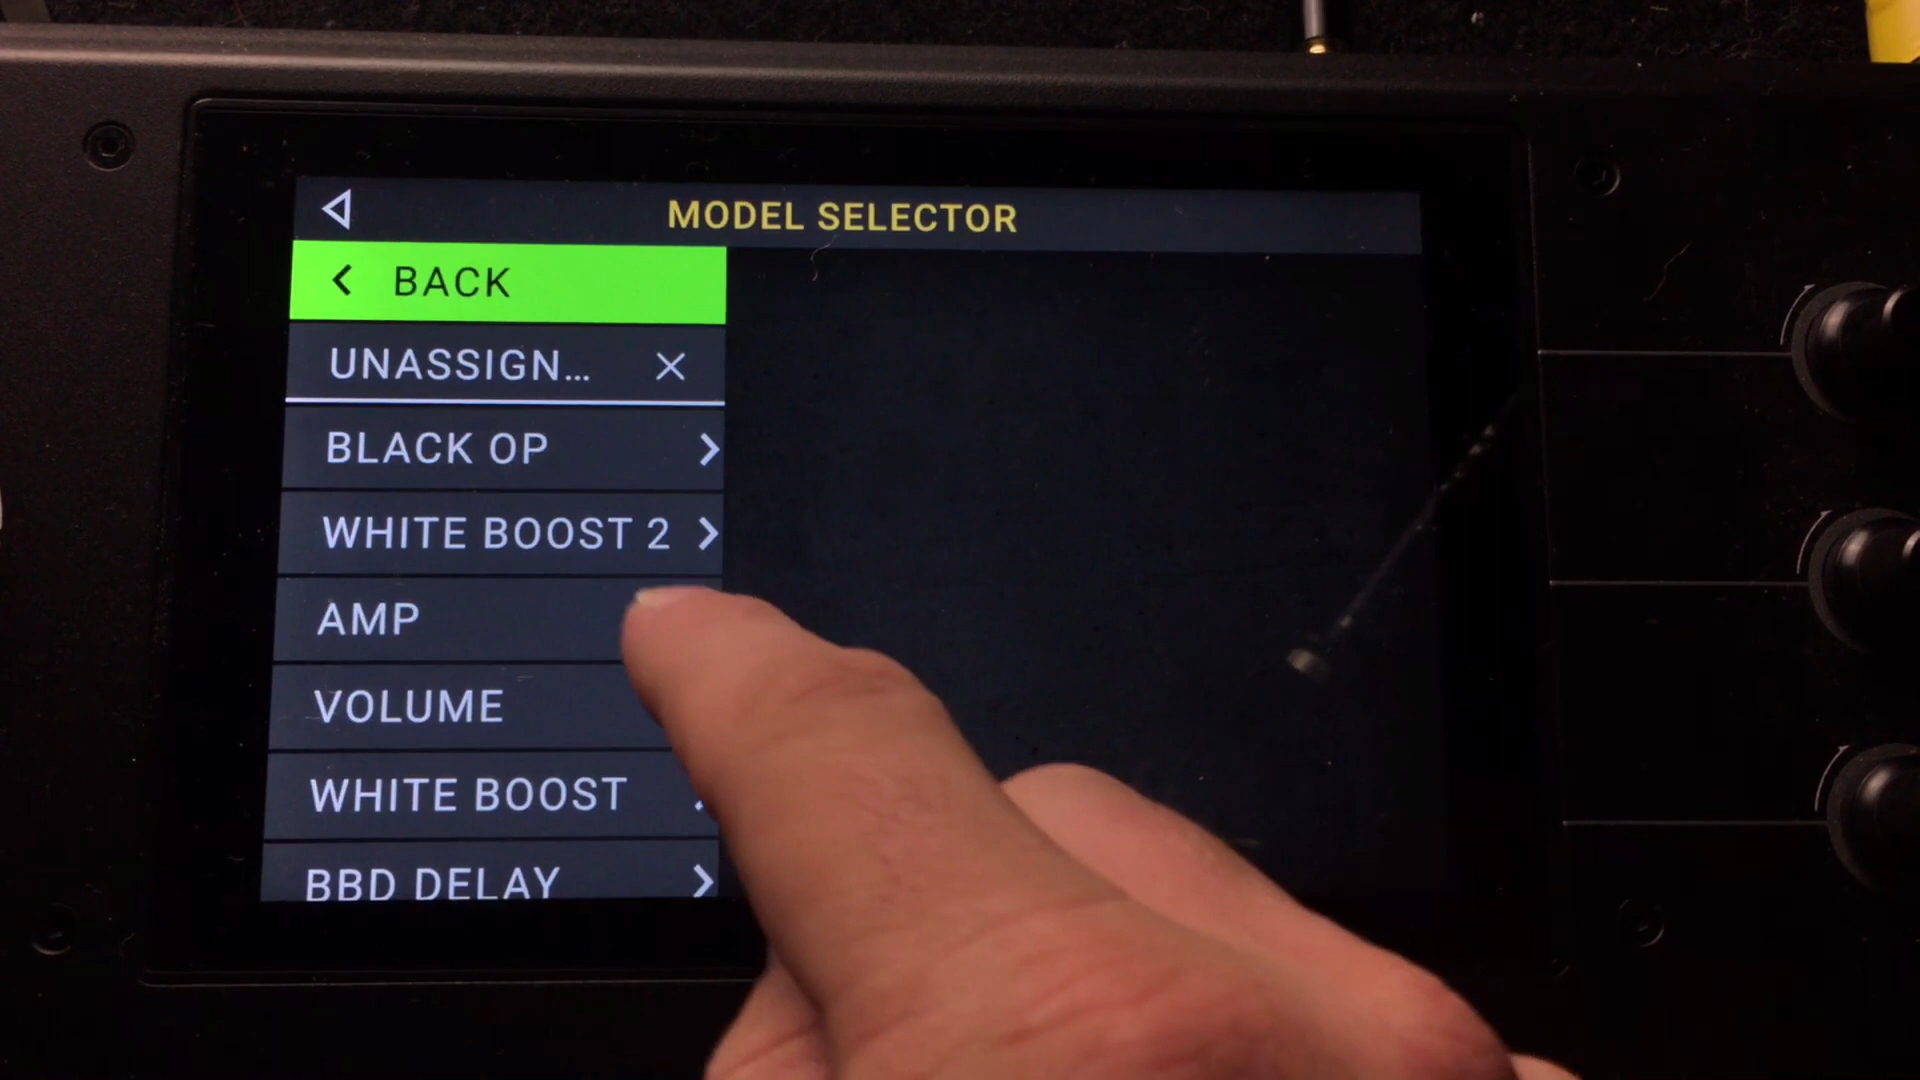 MODEL SELECTOR
BACK
UNASSIGN...
BLACK OP
WHITE BOOST 2
AMP
VOLUME
WHITE BOOST
BBD DELAY